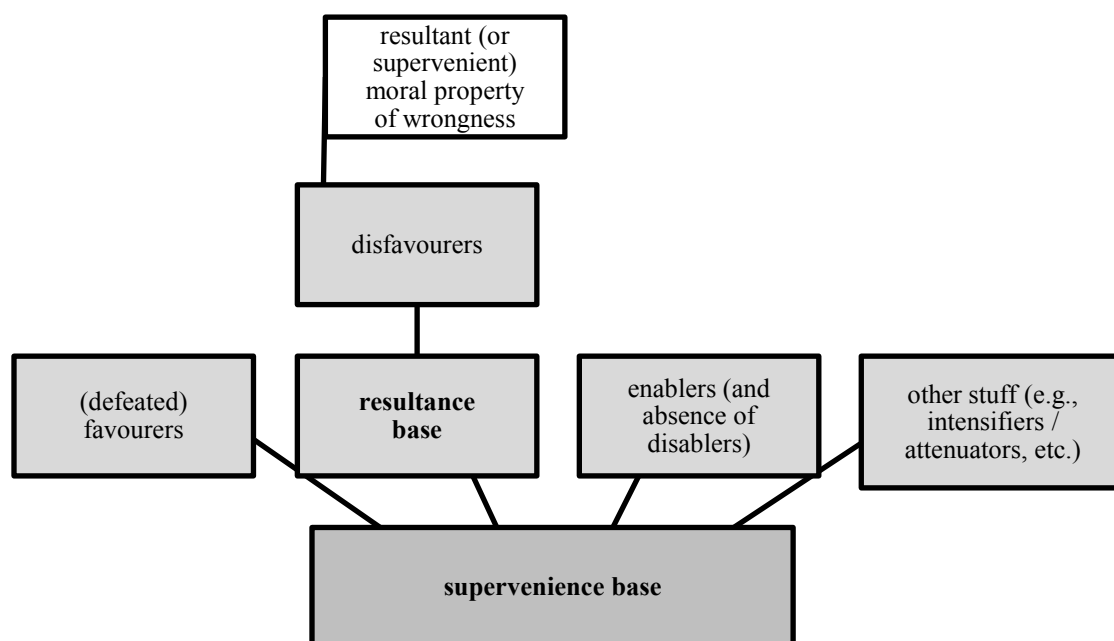 resultant (or
supervenient)
moral property
of wrongness
disfavourers
(defeated)
favourers
resultance
base
enablers (and
absence of
disablers)
other stuff (e.g.,
intensifiers /
attenuators, etc.)
supervenience base